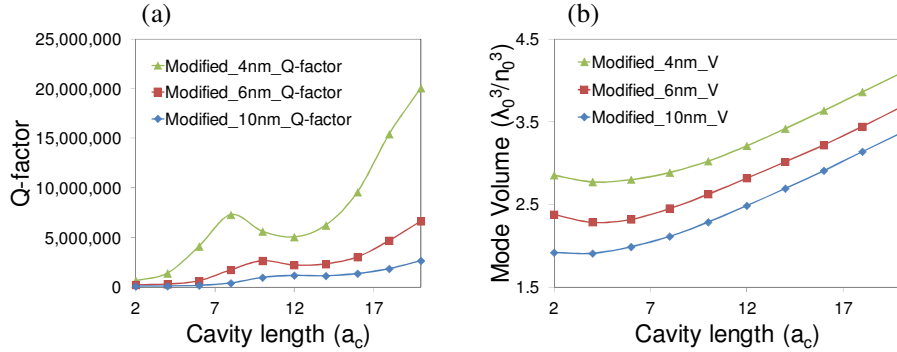 (a)
25,000,000
20,000,000
15,000,000
10,000,000
5,000,000
0
Q-factor
Modified_4nm_Q-factor
Modified_6nm_Q-factor
Modified_10nm_Q-factor
2 7 12 17
Cavity length (a_c)
(b)
4.5
3.5
2.5
1.5
Mode Volume (λ₀³/n₀³)
Modified_4nm_V
Modified_6nm_V
Modified_10nm_V
2 7 12 17
Cavity length (a_c)